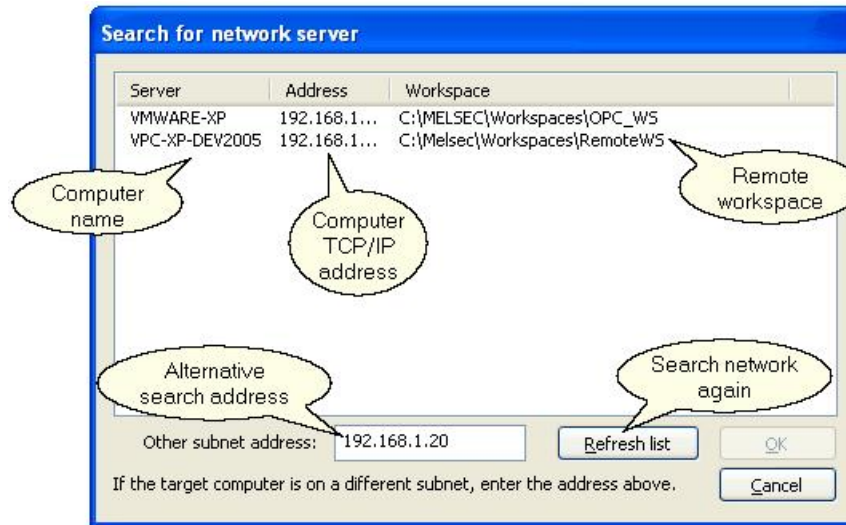 Search for network server
Server Address Workspace
VMWARE-XP 192.168.1... C:\MELSEC\Workspaces\OPC_WS
VPC-XP-DEV2005 192.168.1... C:\Melsec\Workspaces\RemoteWS
Computer
name
Computer
TCP/IP
address
Remote
workspace
Alternative
search address
Search network
again
Other subnet address: 192.168.1.20 Refresh list OK
If the target computer is on a different subnet, enter the address above. Cancel